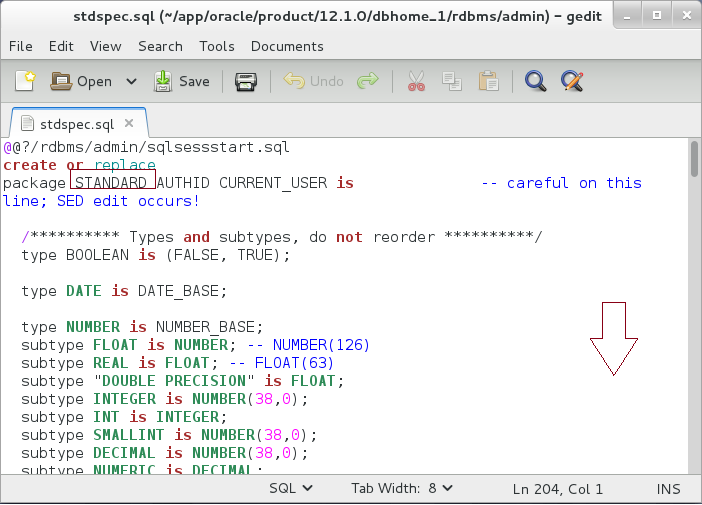 stdspec.sql (~/app/oracle/product/12.1.0/dbhome_1/rdbms/admin) – gedit
File Edit View Search Tools Documents
Open Save Undo
stdspec.sql
@@?/rdbms/admin/sqlsessstart.sql
create or replace
package STANDARD AUTHID CURRENT_USER is -- careful on this
line; SED edit occurs!
/********** Types and subtypes, do not reorder **********/
type BOOLEAN is (FALSE, TRUE);
type DATE is DATE_BASE;
type NUMBER is NUMBER_BASE;
subtype FLOAT is NUMBER; -- NUMBER(126)
subtype REAL is FLOAT; -- FLOAT(63)
subtype "DOUBLE PRECISION" is FLOAT;
subtype INTEGER is NUMBER(38,0);
subtype INT is INTEGER;
subtype SMALLINT is NUMBER(38,0);
subtype DECIMAL is NUMBER(38,0);
subtype NUMERIC is DECIMAL;
SQL Tab Width: 8 Ln 204, Col 1 INS